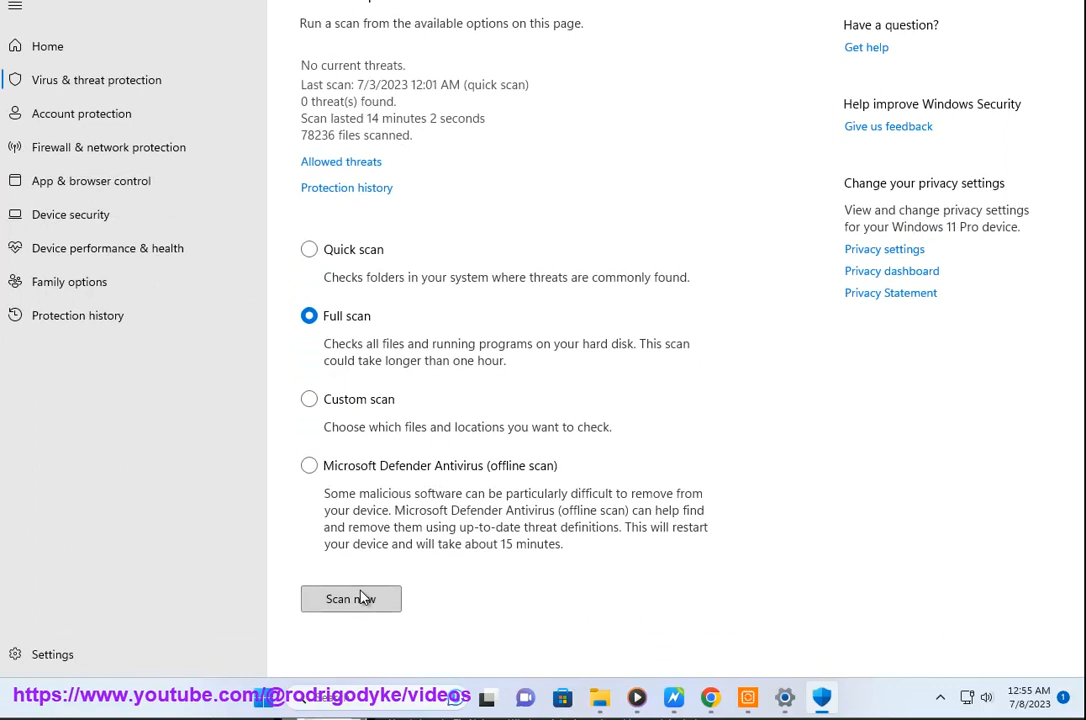 Run a scan from the available options on this page.
No current threats.
Last scan: 7/3/2023 12:01 AM (quick scan)
0 threat(s) found.
Scan lasted 14 minutes 2 seconds
78236 files scanned.
Allowed threats
Protection history
Quick scan
Checks folders in your system where threats are commonly found.
Full scan
Checks all files and running programs on your hard disk. This scan
could take longer than one hour.
Custom scan
Choose which files and locations you want to check.
Microsoft Defender Antivirus (offline scan)
Some malicious software can be particularly difficult to remove from
your device. Microsoft Defender Antivirus (offline scan) can help find
and remove them using up-to-date threat definitions. This will restart
your device and will take about 15 minutes.
Scan now
Home
Virus & threat protection
Account protection
Firewall & network protection
App & browser control
Device security
Device performance & health
Family options
Protection history
Settings
Have a question?
Get help
Help improve Windows Security
Give us feedback
Change your privacy settings
View and change privacy settings
for your Windows 11 Pro device.
Privacy settings
Privacy dashboard
Privacy Statement
https://www.youtube.com/@rodrigodyke/videos
12:55 AM
7/8/2023
1